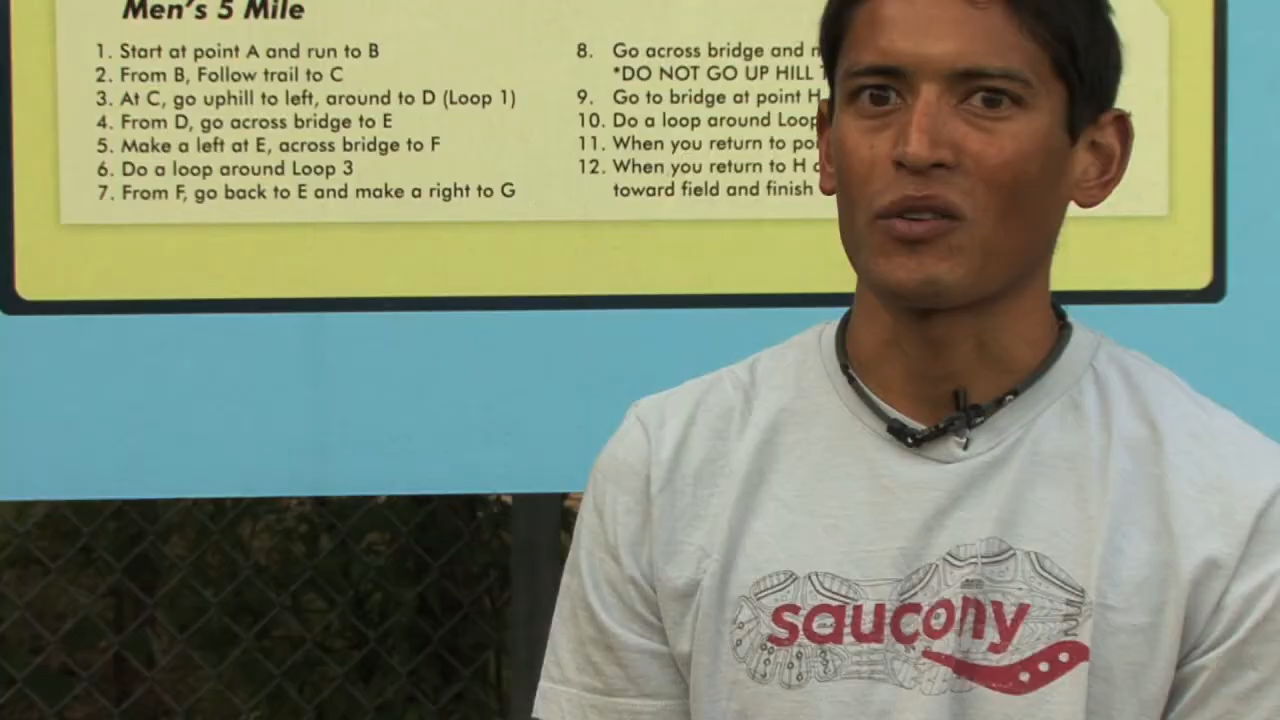 Men's 5 Mile
1. Start at point A and run to B
2. From B, Follow trail to C
3. At C, go uphill to left, around to D (Loop 1)
4. From D, go across bridge to E
5. Make a left at E, across bridge to F
6. Do a loop around Loop 3
7. From F, go back to E and make a right to G
8. Go across bridge and
*DO NOT GO UP HILL
9. Go to bridge at point H
10. Do a loop around Loop
11. When you return to
12. When you return to H
toward field and finish
saucony